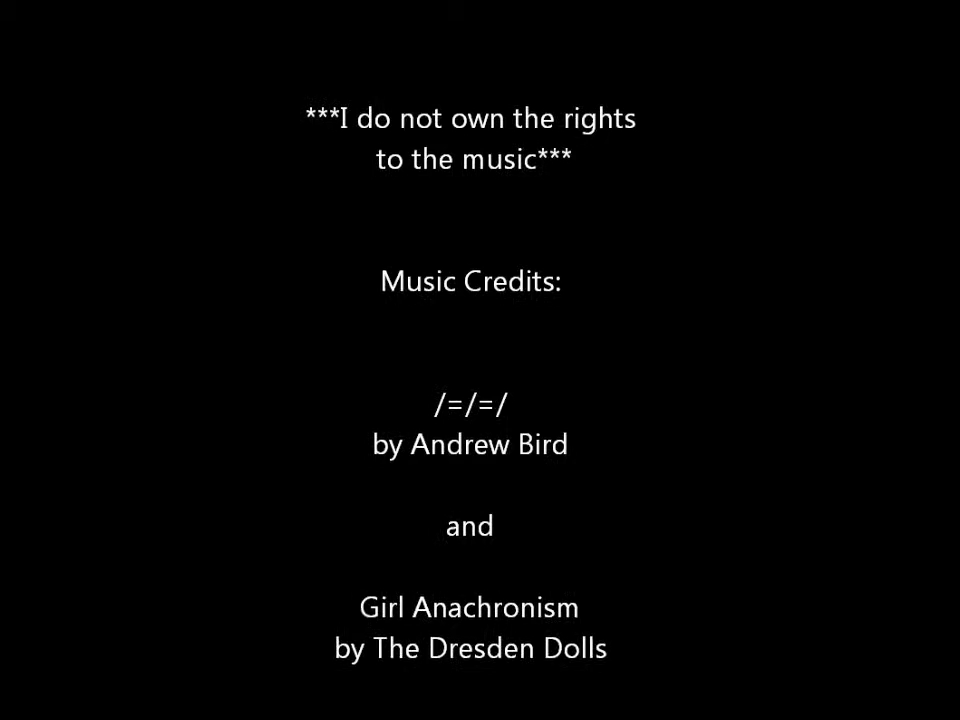 ***I do not own the rights
to the music***
Music Credits:
/=/=/
by Andrew Bird
and
Girl Anachronism
by The Dresden Dolls